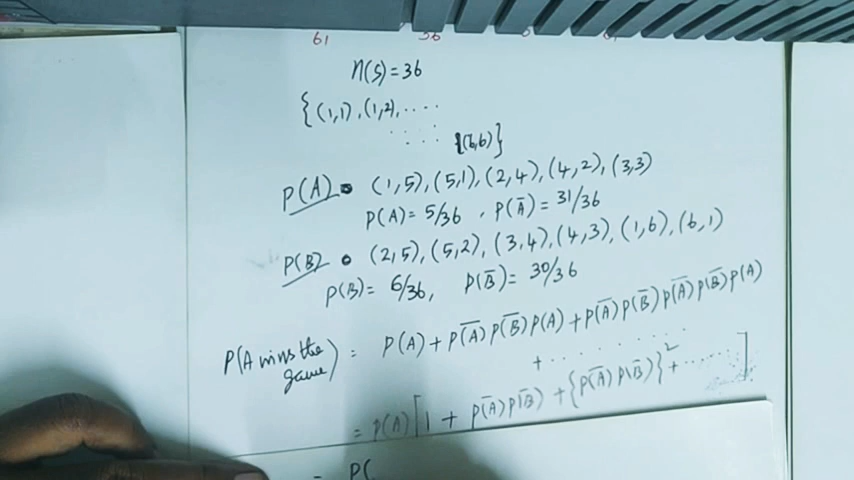 61 36
n(S) = 36
{(1,1), (1,2), ....
....
(6,6)}
P(A) • (1,5), (5,1), (2,4), (4,2), (3,3)
P(A) = 5/36 , P(A̅) = 31/36
P(B) • (2,5), (5,2), (3,4), (4,3), (1,6), (6,1)
P(B) = 6/36, P(B̅) = 30/36
P(A wins the game) = P(A) + P(A̅) P(B̅) P(A) + P(A̅) P(B̅) P(A̅) P(B̅) P(A)
+ ........
= P(A) [1 + P(A̅) P(B̅) + {P(A̅) P(B̅)}² + ...... ]
= P(